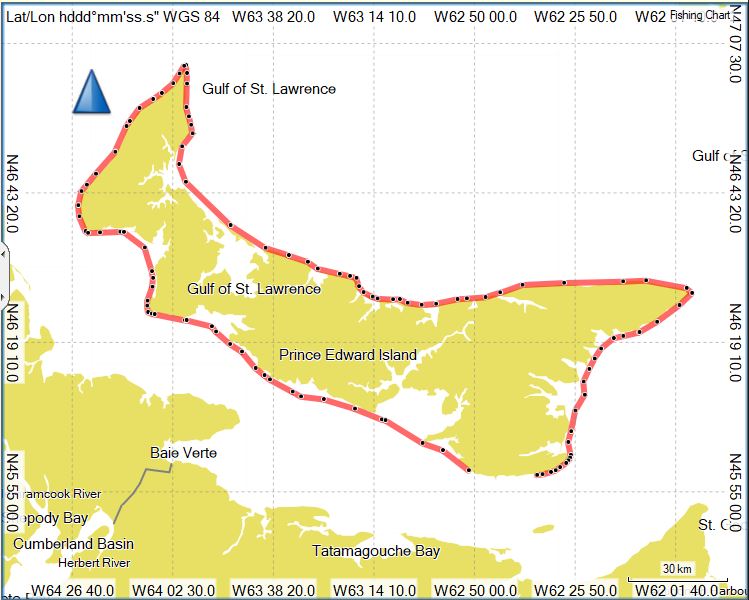 Lat/Lon hddd°mm'ss.s" WGS 84 W63 38 20.0 W63 14 10.0 W62 50 00.0 W62 25 50.0 W62 0
Fishing Chart
N47 07 30.0
Gulf of St. Lawrence
Gulf
N46 43 20.0
N46 43 20.0
Gulf of St. Lawrence
N46 19 10.0
N46 19 10.0
Prince Edward Island
Baie Verte
ramcook River
N45 55 00.0
N45 55 00.0
epody Bay
St. G
Cumberland Basin
Tatamagouche Bay
Herbert River
30 km
W64 26 40.0 W64 02 30.0 W63 38 20.0 W63 14 10.0 W62 50 00.0 W62 25 50.0 W62 01 40.0